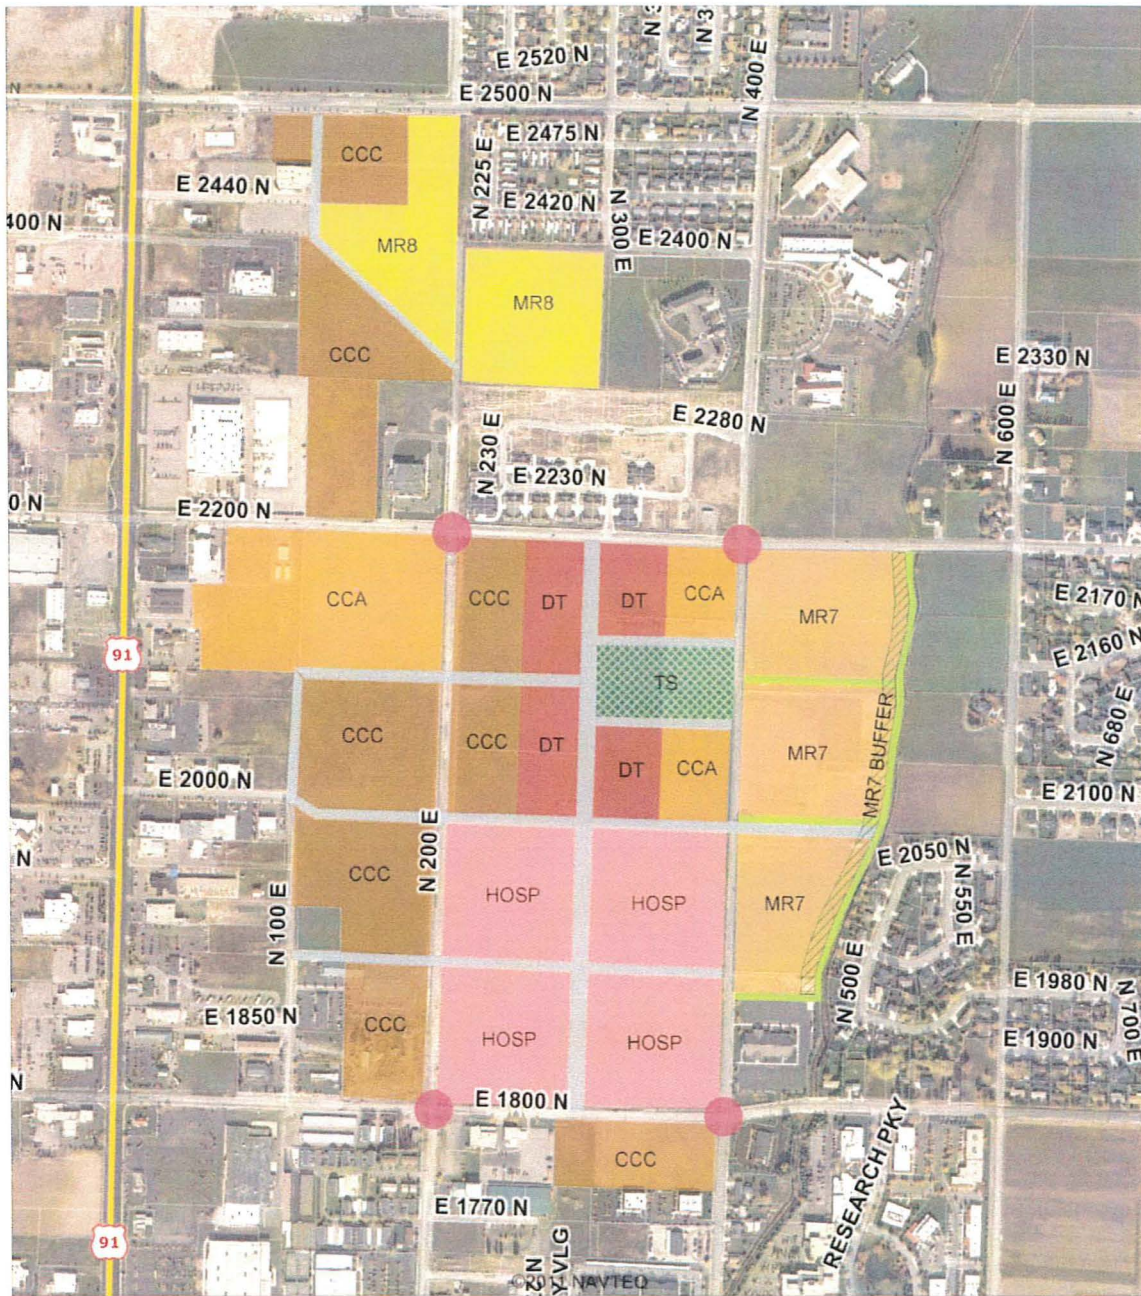 N 400 E
E 2520 N
E 2500 N
E 2475 N
CCC
N 225 E
E 2440 N
E 2420 N
N 300 E
400 N
E 2400 N
MR8
MR8
CCC
E 2330 N
N 600 E
E 2280 N
N 230 E
E 2230 N
0 N
E 2200 N
CCA
CCC
DT
DT
CCA
MR7
E 2170 N
91
E 2160 N
TS
N 680 E
CCC
CCC
DT
DT
CCA
MR7
MR7 BUFFER
E 2000 N
E 2100 N
N
N 200 E
E 2050 N
CCC
HOSP
HOSP
MR7
N 550 E
N 100 E
N 500 E
E 1980 N
N 700 E
E 1850 N
CCC
HOSP
HOSP
E 1900 N
N
E 1800 N
CCC
RESEARCH PKY
E 1770 N
91
VLG
©2011 NAVTEQ